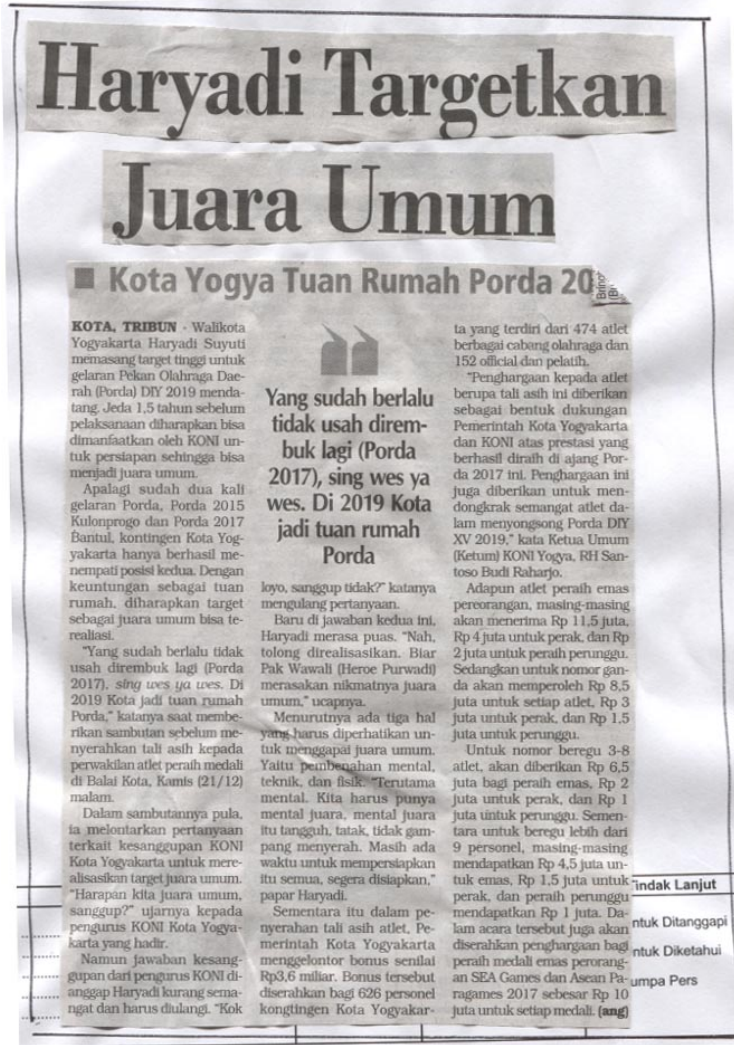 Haryadi Targetkan
Juara Umum
■ Kota Yogya Tuan Rumah Porda 20
KOTA, TRIBUN - Walikota
Yogyakarta Haryadi Suyuti
memasang target tinggi untuk
gelaran Pekan Olahraga Dae-
rah (Porda) DIY 2019 menda-
tang. Jeda 1,5 tahun sebelum
pelaksanaan diharapkan bisa
dimanfaatkan oleh KONI un-
tuk persiapan sehingga bisa
menjadi juara umum.
Apalagi sudah dua kali
gelaran Porda, Porda 2015
Kulonprogo dan Porda 2017
Bantul, kontingen Kota Yog-
yakarta hanya berhasil me-
nempati posisi kedua. Dengan
keuntungan sebagai tuan
rumah, diharapkan target
sebagai juara umum bisa te-
realiasi.
"Yang sudah berlalu tidak
usah dirembuk lagi (Porda
2017), sing wes ya wes. Di
2019 Kota jadi tuan rumah
Porda," katanya saat membe-
rikan sambutan sebelum me-
nyerahkan tali asih kepada
perwakilan atlet peraih medali
di Balai Kota, Kamis (21/12)
malam.
Dalam sambutannya pula,
ia melontarkan pertanyaan
terkait kesanggupan KONI
Kota Yogyakarta untuk mere-
alisasikan target juara umum.
"Harapan kita juara umum,
sanggup?" ujarnya kepada
pengurus KONI Kota Yogya-
karta yang hadir.
Namun jawaban kesang-
gupan dari pengurus KONI di-
anggap Haryadi kurang sema-
ngat dan harus diulangi. "Kok
Yang sudah berlalu
tidak usah direm-
buk lagi (Porda
2017), sing wes ya
wes. Di 2019 Kota
jadi tuan rumah
Porda
loyo, sanggup tidak?" katanya
mengulang pertanyaan.
Baru di jawaban kedua ini,
Haryadi merasa puas. "Nah,
tolong direalisasikan. Biar
Pak Wawali (Heroe Purwadi)
merasakan nikmatnya juara
umum," ucapnya.
Menurutnya ada tiga hal
yang harus diperhatikan un-
tuk menggapai juara umum.
Yaitu pembenahan mental,
teknik, dan fisik. "Terutama
mental. Kita harus punya
mental juara, mental juara
itu tangguh, tatak, tidak gam-
pang menyerah. Masih ada
waktu untuk mempersiapkan
itu semua, segera disiapkan,"
papar Haryadi.
Sementara itu dalam pe-
nyerahan tali asih atlet, Pe-
merintah Kota Yogyakarta
menggelontor bonus senilai
Rp3,6 miliar. Bonus tersebut
diserahkan bagi 626 personel
kongtingen Kota Yogyakar-
ta yang terdiri dari 474 atlet
berbagai cabang olahraga dan
152 official dan pelatih.
"Penghargaan kepada atlet
berupa tali asih ini diberikan
sebagai bentuk dukungan
Pemerintah Kota Yogyakarta
dan KONI atas prestasi yang
berhasil diraih di ajang Por-
da 2017 ini. Penghargaan ini
juga diberikan untuk men-
dongkrak semangat atlet da-
lam menyongsong Porda DIY
XV 2019," kata Ketua Umum
(Ketum) KONI Yogya, RH San-
toso Budi Raharjo.
Adapun atlet peraih emas
pereorangan, masing-masing
akan menerima Rp 11,5 juta,
Rp 4 juta untuk perak, dan Rp
2 juta untuk peraih perunggu.
Sedangkan untuk nomor gan-
da akan memperoleh Rp 8,5
juta untuk setiap atlet, Rp 3
juta untuk perak, dan Rp 1,5
juta untuk perunggu.
Untuk nomor beregu 3-8
atlet, akan diberikan Rp 6,5
juta bagi peraih emas, Rp 2
juta untuk perak, dan Rp 1
juta untuk perunggu. Semen-
tara untuk beregu lebih dari
9 personel, masing-masing
mendapatkan Rp 4,5 juta un-
tuk emas, Rp 1,5 juta untuk
perak, dan peraih perunggu
mendapatkan Rp 1 juta. Da-
lam acara tersebut juga akan
diserahkan penghargaan bagi
peraih medali emas perorang-
an SEA Games dan Asean Pa-
ragames 2017 sebesar Rp 10
juta untuk setiap medali. (ang)
indak Lanjut
ntuk Ditanggapi
ntuk Diketahui
umpa Pers